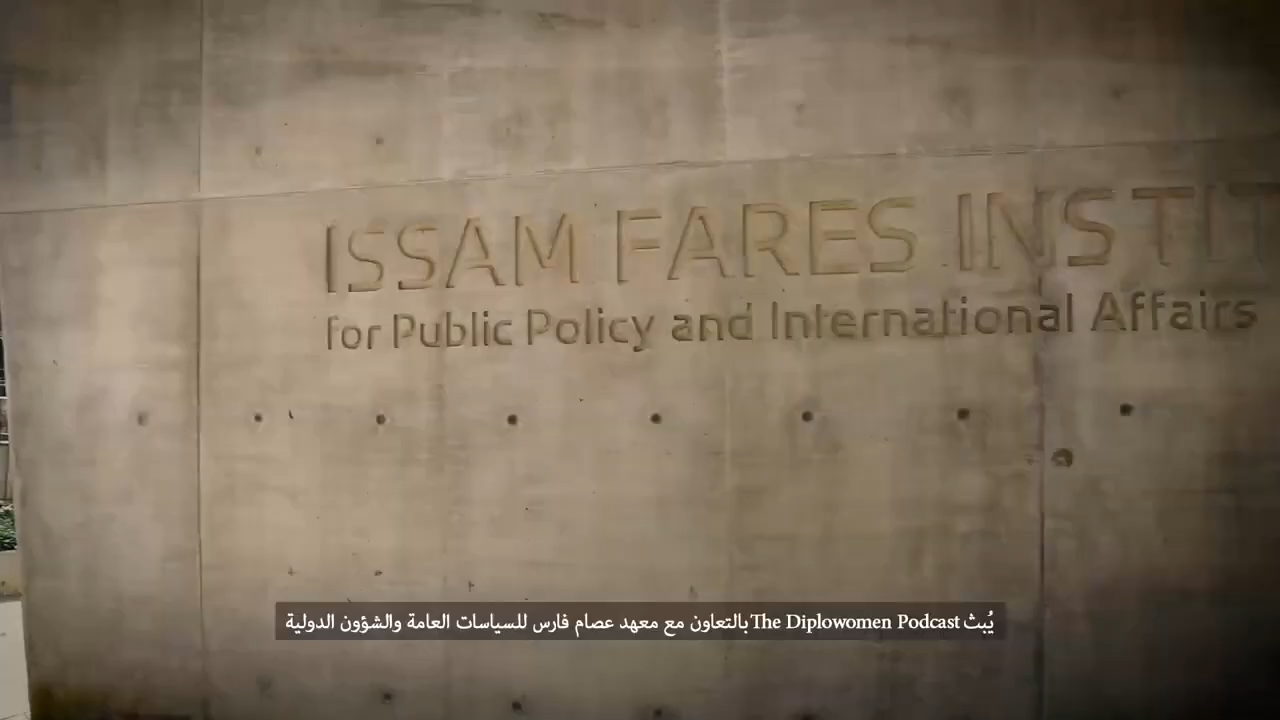 ISSAM FARES INSTIT
for Public Policy and International Affairs
يُبثّ The Diplowomen Podcast بالتعاون مع معهد عصام فارس للسياسات العامة والشؤون الدولية